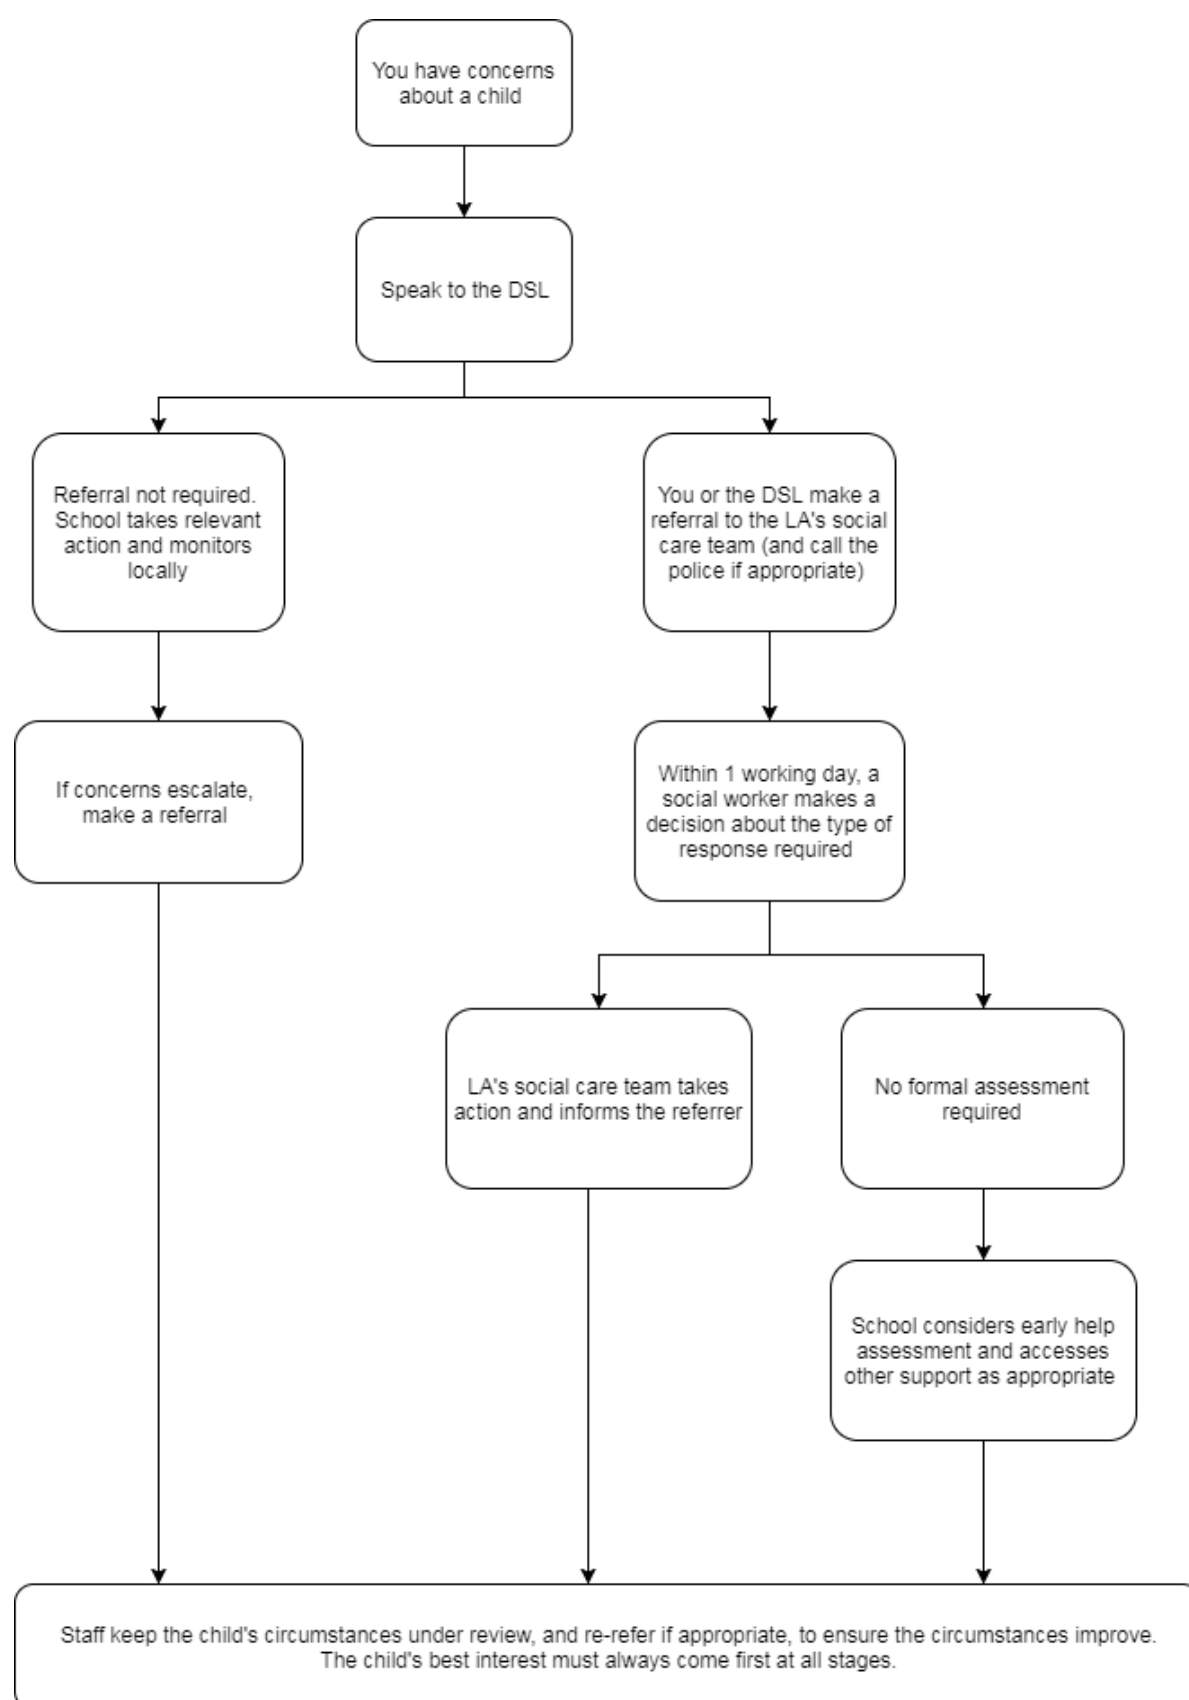 You have concerns
about a child
Speak to the DSL
Referral not required.
School takes relevant
action and monitors
locally
You or the DSL make a
referral to the LA's social
care team (and call the
police if appropriate)
If concerns escalate,
make a referral
Within 1 working day, a
social worker makes a
decision about the type of
response required
LA's social care team takes
action and informs the referrer
No formal assessment
required
School considers early help
assessment and accesses
other support as appropriate
Staff keep the child's circumstances under review, and re-refer if appropriate, to ensure the circumstances improve.
The child's best interest must always come first at all stages.